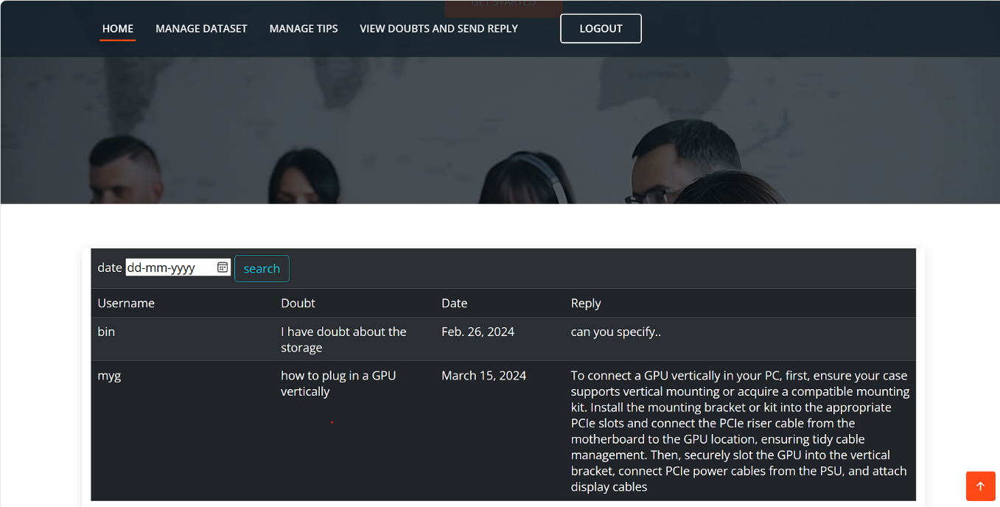 GET STARTED
HOME MANAGE DATASET MANAGE TIPS VIEW DOUBTS AND SEND REPLY LOGOUT
AUSTRALIA
date dd-mm-yyyy search
Username Doubt Date Reply
bin I have doubt about the Feb. 26, 2024 can you specify..
storage
myg how to plug in a GPU March 15, 2024 To connect a GPU vertically in your PC, first, ensure your case
vertically supports vertical mounting or acquire a compatible mounting
kit. Install the mounting bracket or kit into the appropriate
PCIe slots and connect the PCIe riser cable from the
motherboard to the GPU location, ensuring tidy cable
management. Then, securely slot the GPU into the vertical
bracket, connect PCIe power cables from the PSU, and attach
display cables